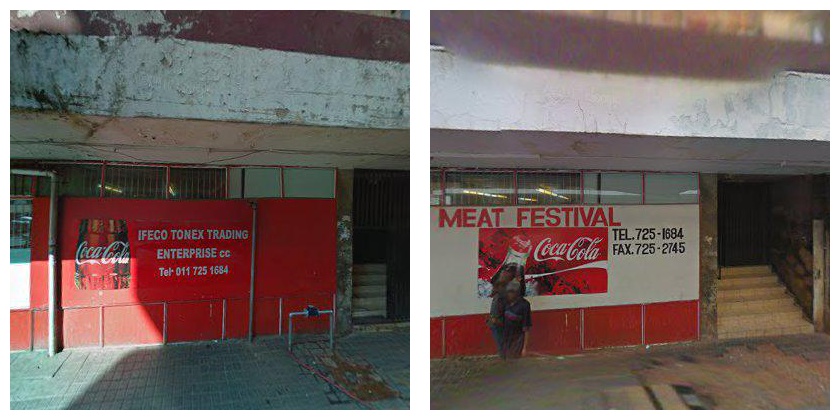 IFECO TONEX TRADING
ENTERPRISE cc
Tel: 011 725 1684
Coca-Cola
MEAT FESTIVAL
TEL. 725-1684
FAX. 725-2745
Coca-Cola